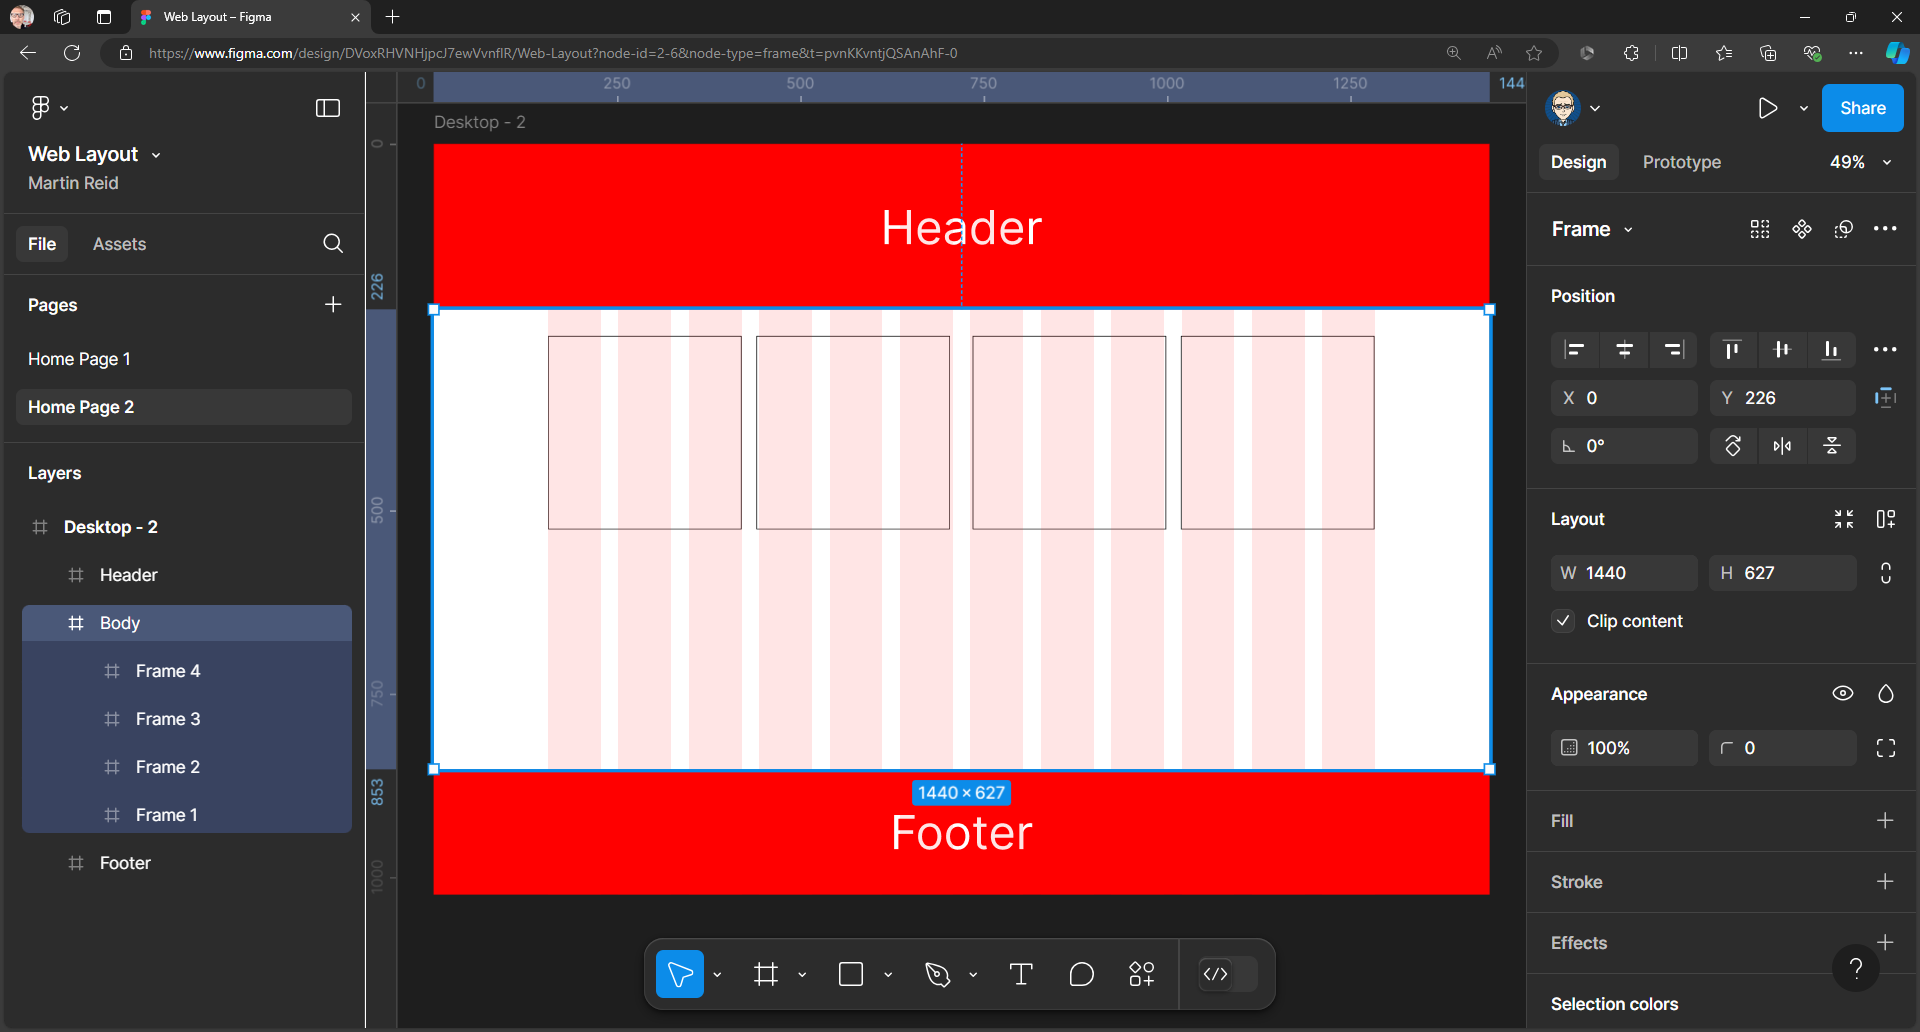 Web Layout – Figma
https://www.figma.com/design/DVoxRHVNHjpcJ7ewVvnflR/Web-Layout?node-id=2-6&node-type=frame&t=pvnKKvntjQSAnAhF-0
0
250
500
750
1000
1250
144
Web Layout
Martin Reid
File
Assets
Pages
Home Page 1
Home Page 2
Layers
Desktop - 2
Header
Body
Frame 4
Frame 3
Frame 2
Frame 1
Footer
0
226
500
750
853
1000
Desktop - 2
Header
1440 × 627
Footer
T
Share
Design
Prototype
49%
Frame
Position
X 0
Y 226
0°
Layout
W 1440
H 627
Clip content
Appearance
100%
0
Fill
Stroke
Effects
?
Selection colors